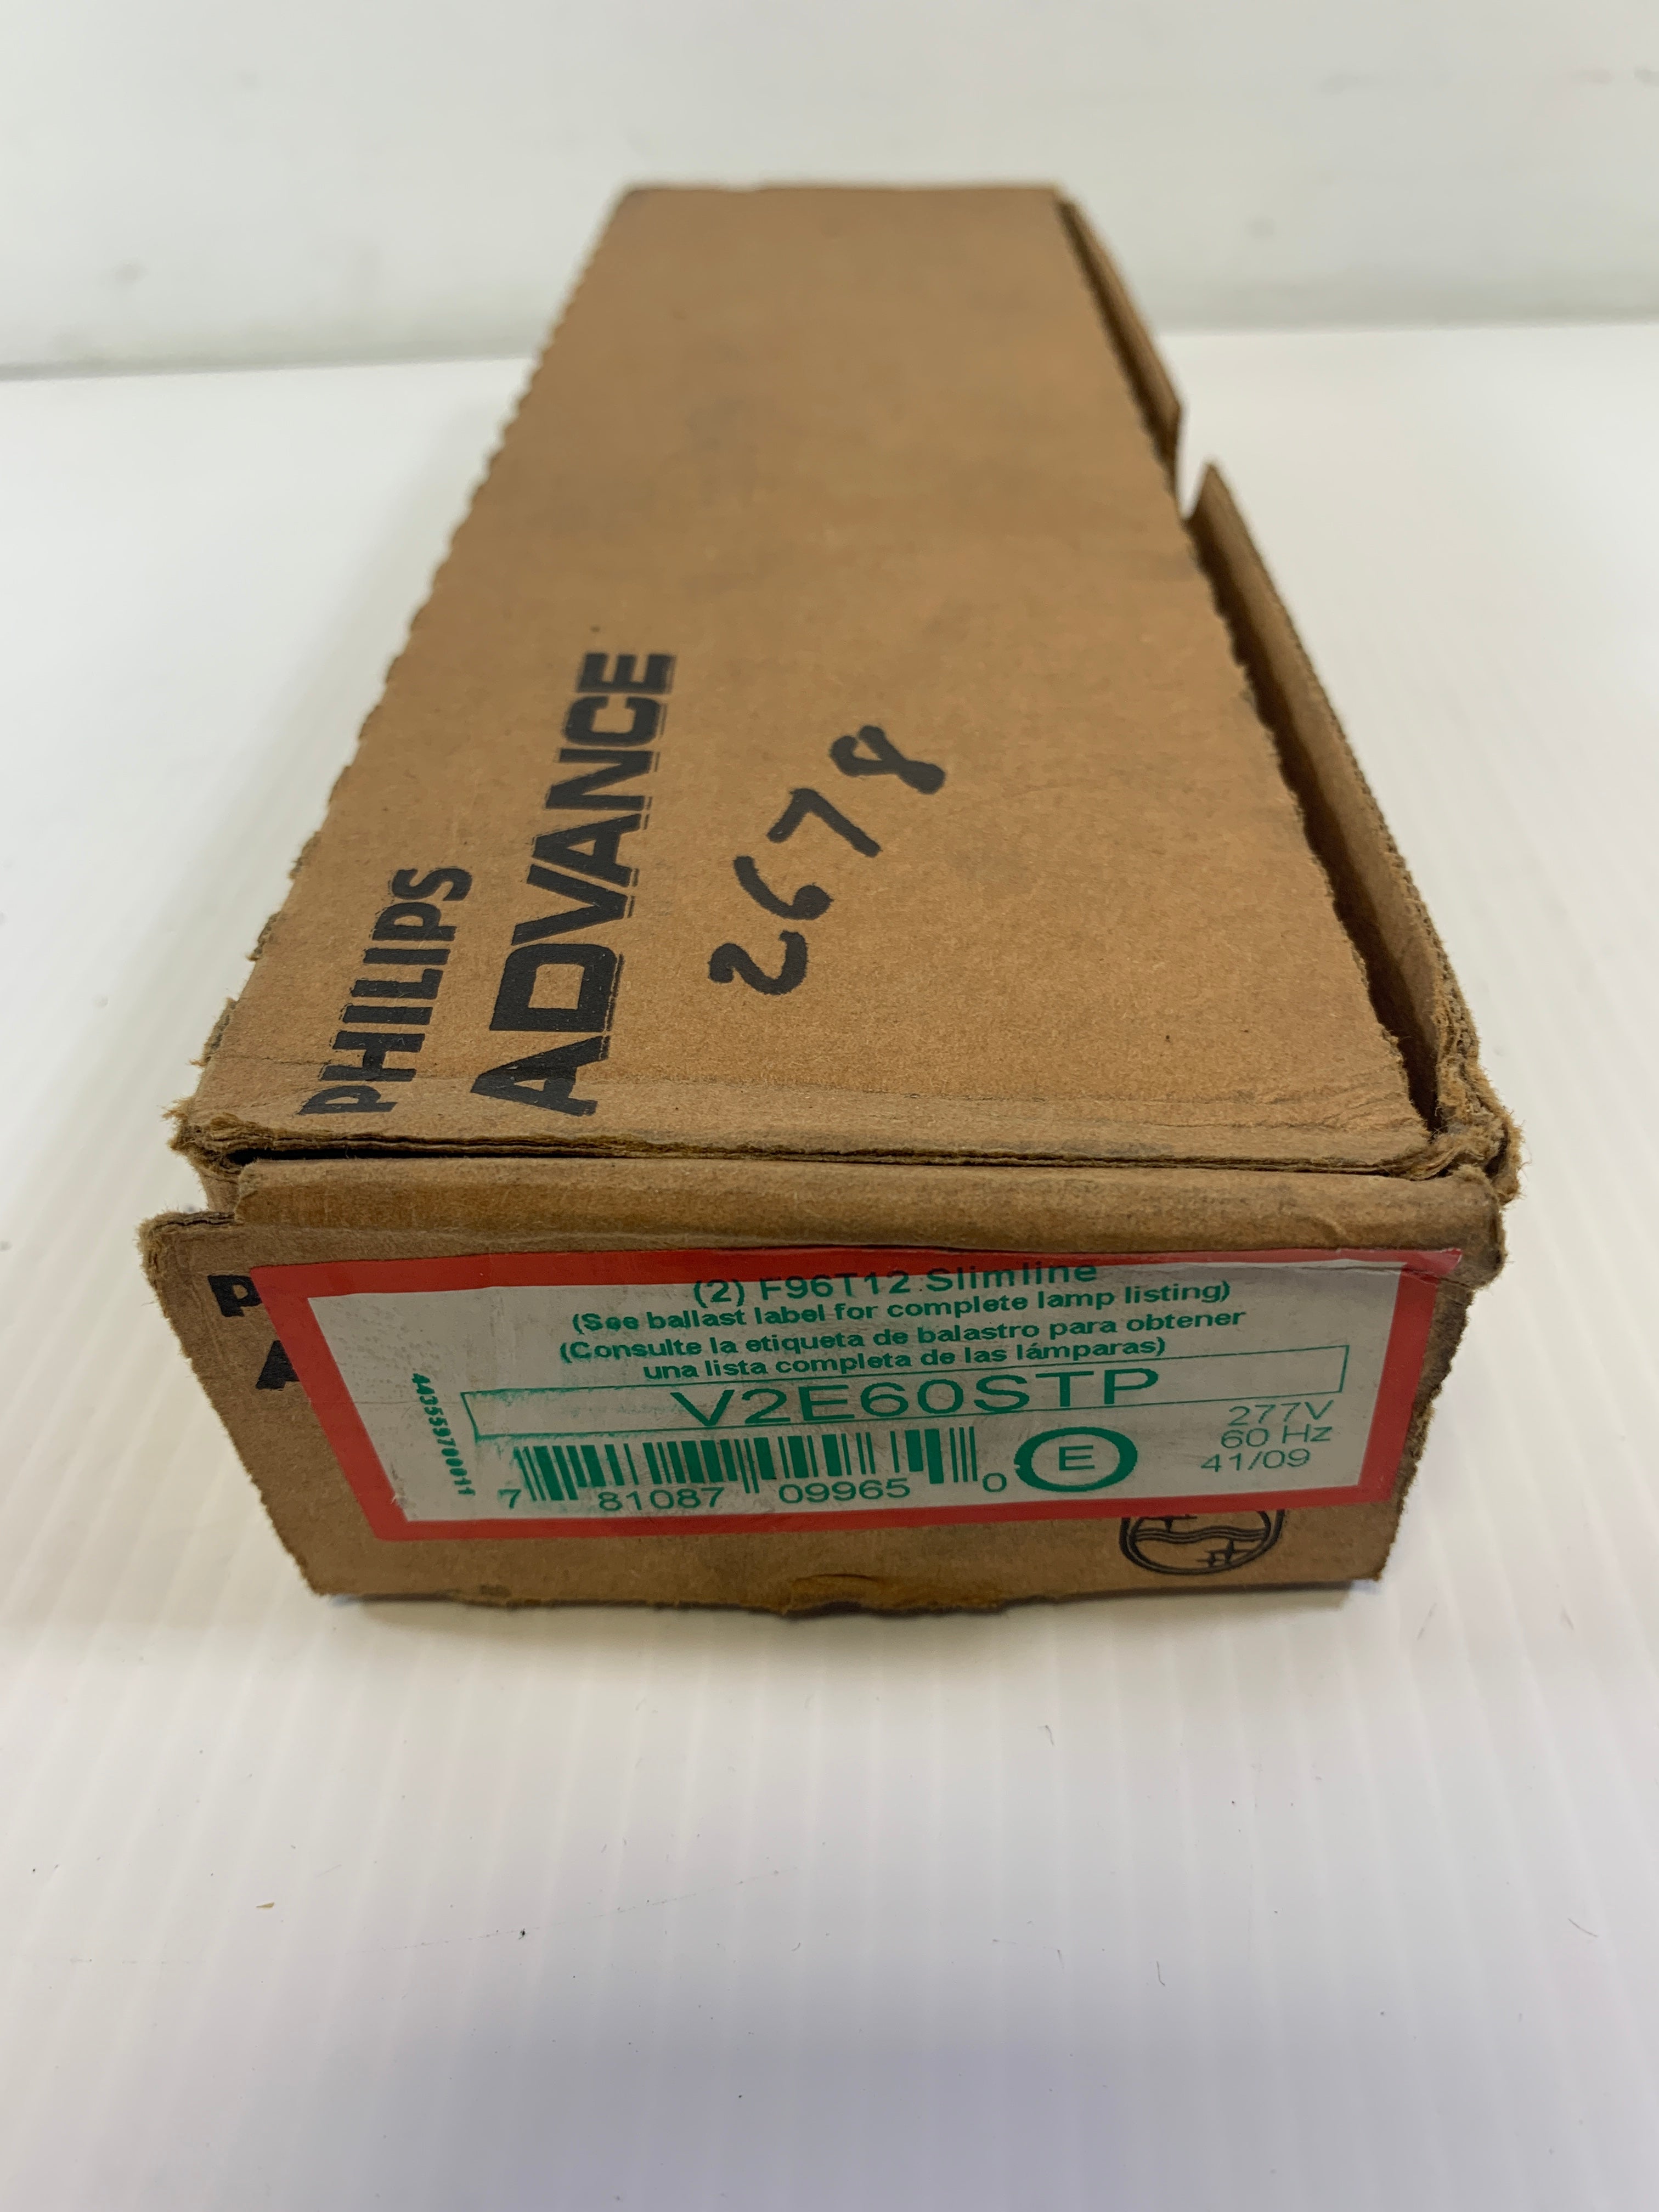 PHILIPS
ADVANCE
2678
P
A
(2) F96T12 Slimline
(See ballast label for complete lamp listing)
(Consulte la etiqueta de balastro para obtener
una lista completa de las lámparas)
V2E60STP
277V
60 Hz
41/09
E
7 81087 09965 0